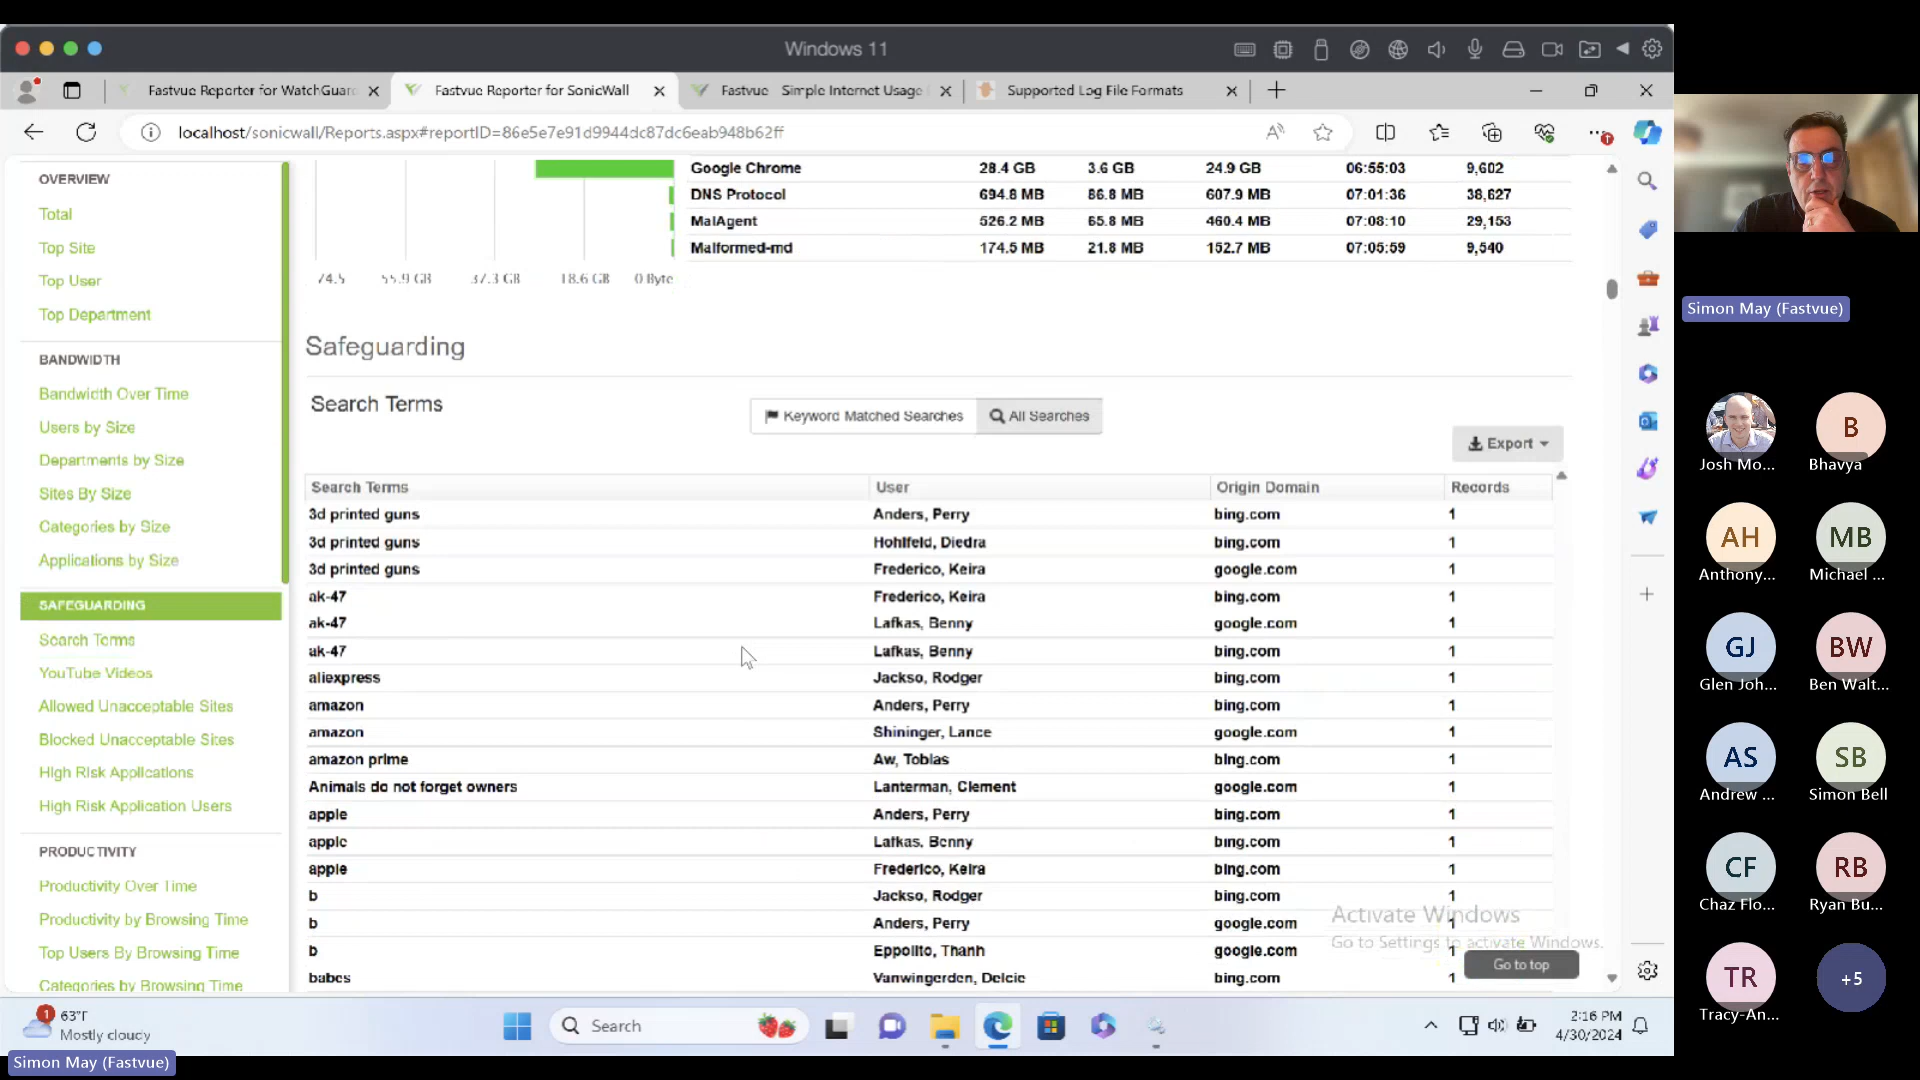 Windows 11
Fastvue Reporter for WatchGuar
Fastvue Reporter for SonicWall
Fastvue Simple Internet Usage
Supported Log File Formats
localhost/sonicwall/Reports.aspx#reportID=86e5e7e91d9944dc87dc6eab948b62ff
OVERVIEW
Total
Top Site
Top User
Top Department
BANDWIDTH
Bandwidth Over Time
Users by Size
Departments by Size
Sites By Size
Categories by Size
Applications by Size
SAFEGUARDING
Search Terms
YouTube Videos
Allowed Unacceptable Sites
Blocked Unacceptable Sites
High Risk Applications
High Risk Application Users
PRODUCTIVITY
Productivity Over Time
Productivity by Browsing Time
Top Users By Browsing Time
Categories by Browsing Time
Google Chrome 28.4 GB 3.6 GB 24.9 GB 06:55:03 9,602
DNS Protocol 694.8 MB 86.8 MB 607.9 MB 07:01:36 38,627
MalAgent 526.2 MB 65.8 MB 460.4 MB 07:08:10 29,153
Malformed-md 174.5 MB 21.8 MB 152.7 MB 07:05:59 9,540
74.5 55.9 GB 37.3 GB 18.6 GB 0 Byte
Safeguarding
Search Terms
Keyword Matched Searches All Searches
Export
Search Terms User Origin Domain Records
3d printed guns Anders, Perry bing.com 1
3d printed guns Hohlfeld, Diedra bing.com 1
3d printed guns Frederico, Keira google.com 1
ak-47 Frederico, Keira bing.com 1
ak-47 Lafkas, Benny google.com 1
ak-47 Lafkas, Benny bing.com 1
aliexpress Jackso, Rodger bing.com 1
amazon Anders, Perry bing.com 1
amazon Shininger, Lance google.com 1
amazon prime Aw, Tobias bing.com 1
Animals do not forget owners Lanterman, Clement google.com 1
apple Anders, Perry bing.com 1
apple Lafkas, Benny bing.com 1
apple Frederico, Keira bing.com 1
b Jackso, Rodger bing.com 1
b Anders, Perry google.com 1
b Eppolito, Thanh google.com 1
babes Vanwingerden, Delcie bing.com 1
Activate Windows
Go to Settings to activate Windows.
Go to top
1
63°F
Mostly cloudy
Search
2:16 PM
4/30/2024
Simon May (Fastvue)
Simon May (Fastvue)
Josh Mo...
B
Bhavya
AH
Anthony...
MB
Michael ...
GJ
Glen Joh...
BW
Ben Walt...
AS
Andrew ...
SB
Simon Bell
CF
Chaz Flo...
RB
Ryan Bu...
TR
Tracy-An...
+5